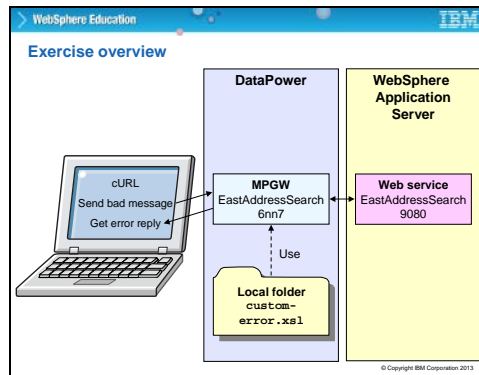 WebSphere Education
IBM
Exercise overview
DataPower
WebSphere
Application
Server
cURL
Send bad message
Get error reply
MPGW
EastAddressSearch
6nn7
Web service
EastAddressSearch
9080
Use
Local folder
custom-
error.xsl
© Copyright IBM Corporation 2013